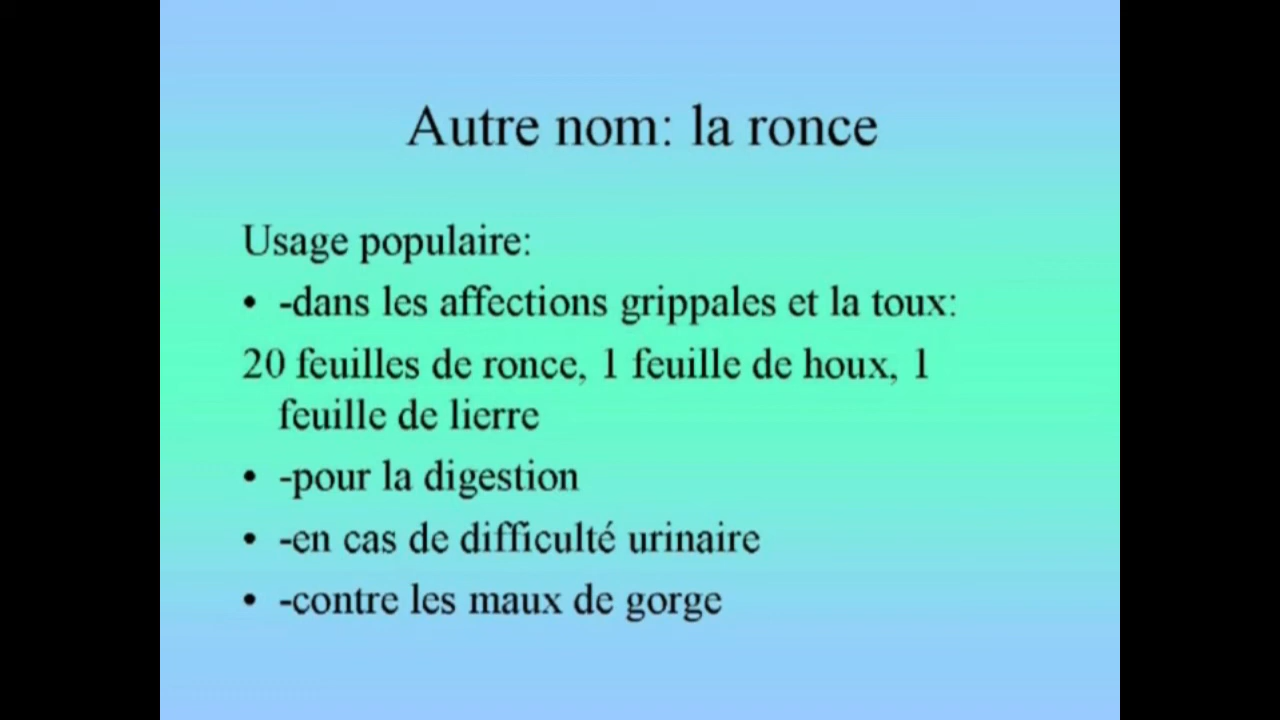 Autre nom: la ronce
Usage populaire:
• -dans les affections grippales et la toux:
20 feuilles de ronce, 1 feuille de houx, 1
feuille de lierre
• -pour la digestion
• -en cas de difficulté urinaire
• -contre les maux de gorge